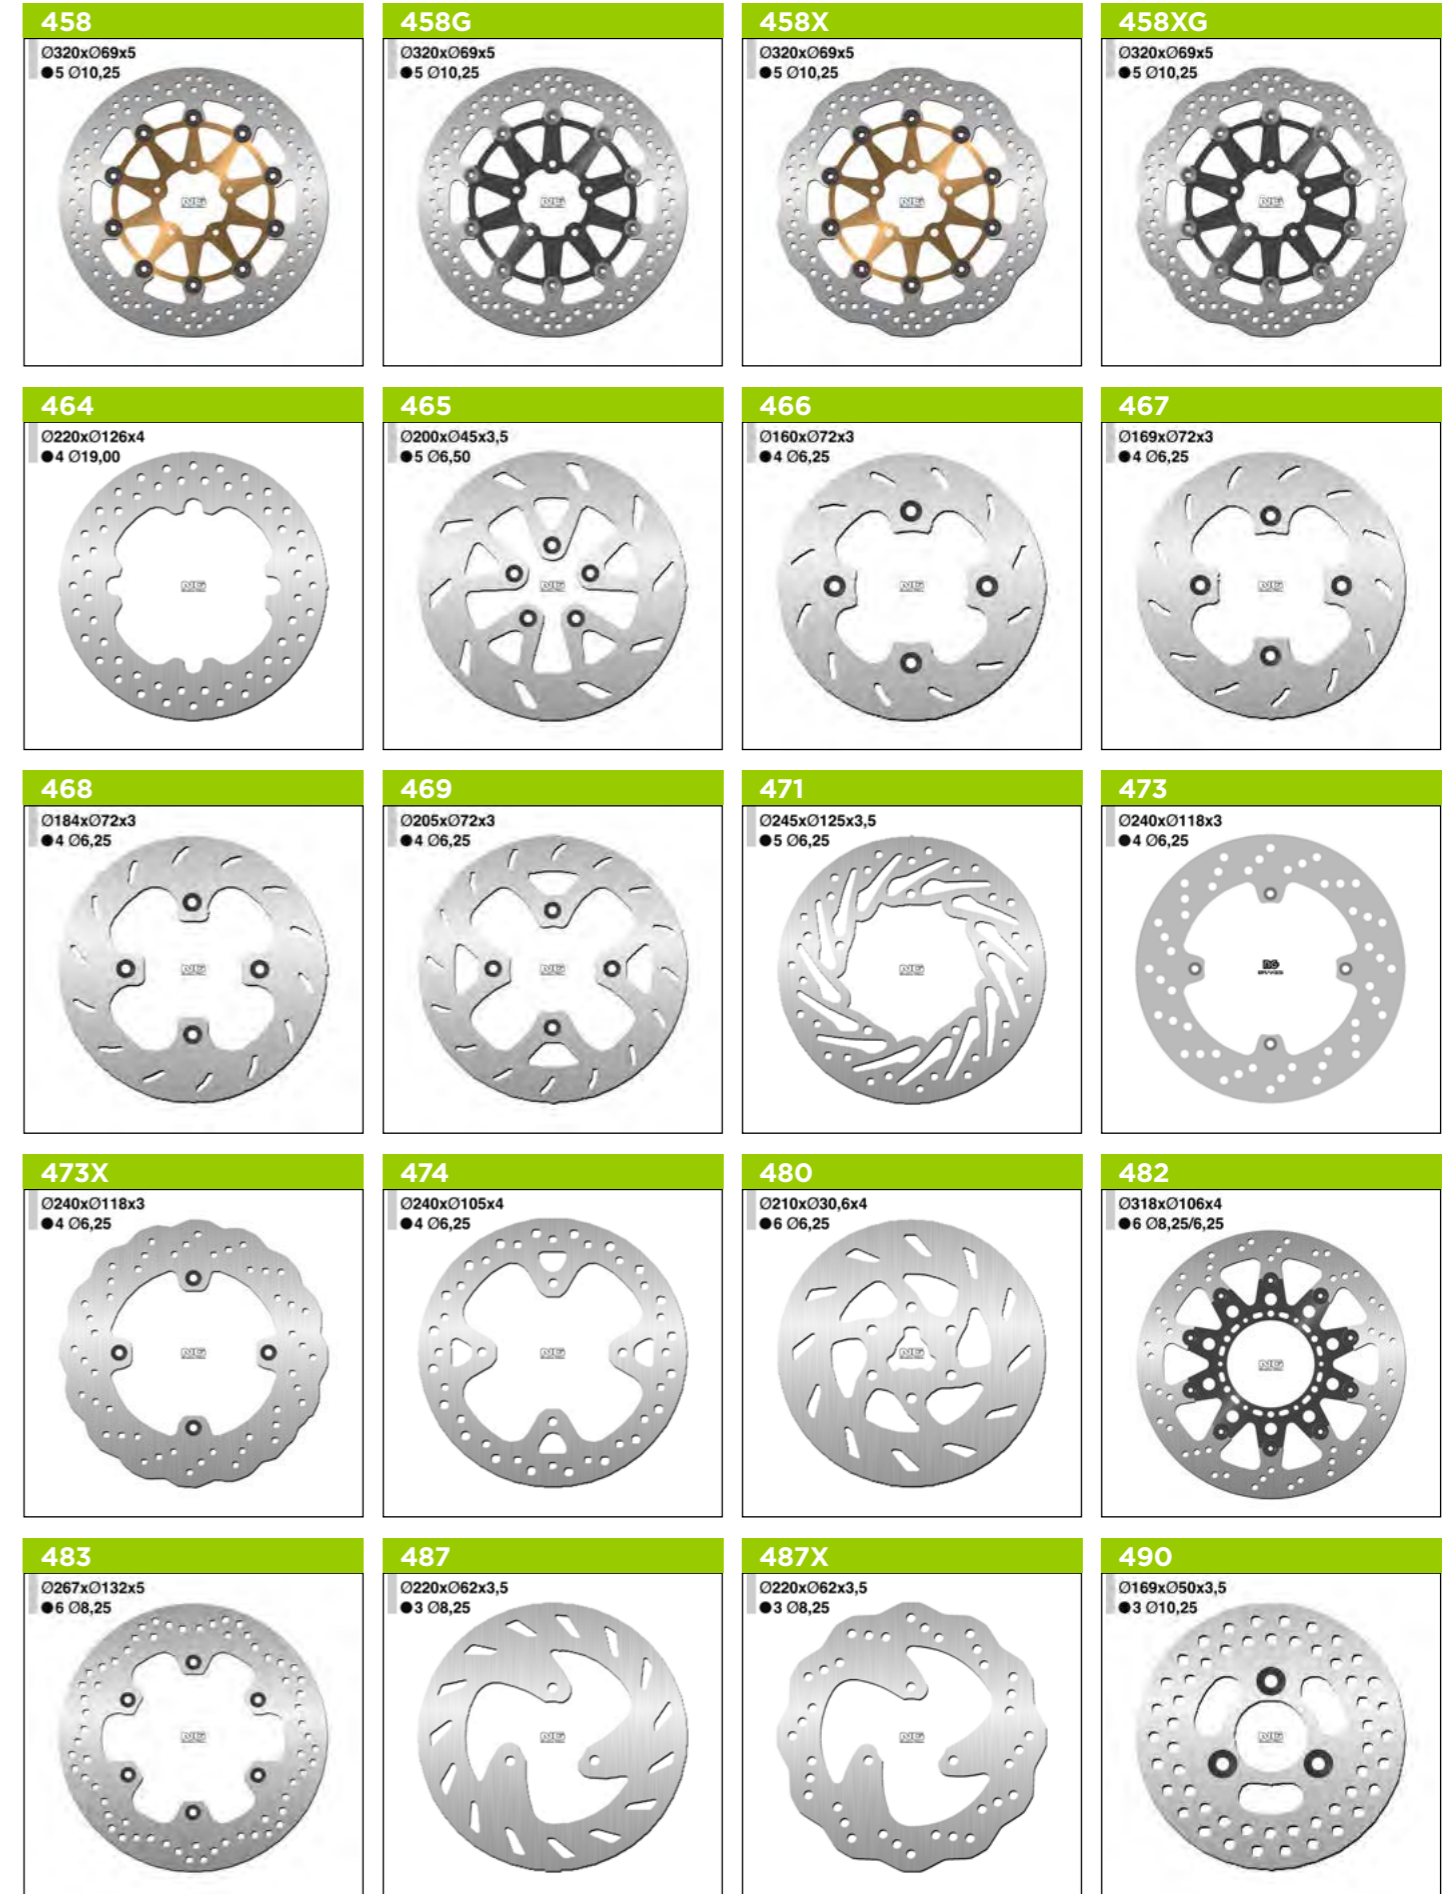 458
Ø320xØ69x5
●5 Ø10,25
458G
Ø320xØ69x5
●5 Ø10,25
458X
Ø320xØ69x5
●5 Ø10,25
458XG
Ø320xØ69x5
●5 Ø10,25
464
Ø220xØ126x4
●4 Ø19,00
465
Ø200xØ45x3,5
●5 Ø6,50
466
Ø160xØ72x3
●4 Ø6,25
467
Ø169xØ72x3
●4 Ø6,25
468
Ø184xØ72x3
●4 Ø6,25
469
Ø205xØ72x3
●4 Ø6,25
471
Ø245xØ125x3,5
●5 Ø6,25
473
Ø240xØ118x3
●4 Ø6,25
NG
473X
Ø240xØ118x3
●4 Ø6,25
474
Ø240xØ105x4
●4 Ø6,25
480
Ø210xØ30,6x4
●6 Ø6,25
482
Ø318xØ106x4
●6 Ø8,25/6,25
483
Ø267xØ132x5
●6 Ø8,25
487
Ø220xØ62x3,5
●3 Ø8,25
487X
Ø220xØ62x3,5
●3 Ø8,25
490
Ø169xØ50x3,5
●3 Ø10,25